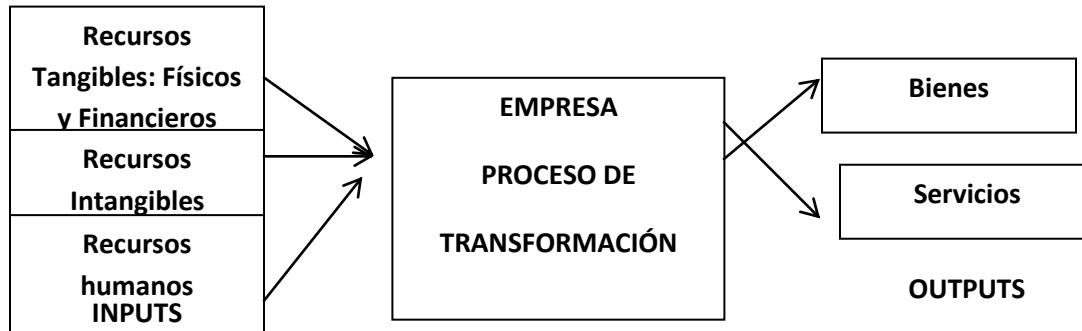 Recursos
Tangibles: Físicos
y Financieros
Recursos
Intangibles
Recursos
humanos
INPUTS
EMPRESA
PROCESO DE
TRANSFORMACIÓN
Bienes
Servicios
OUTPUTS